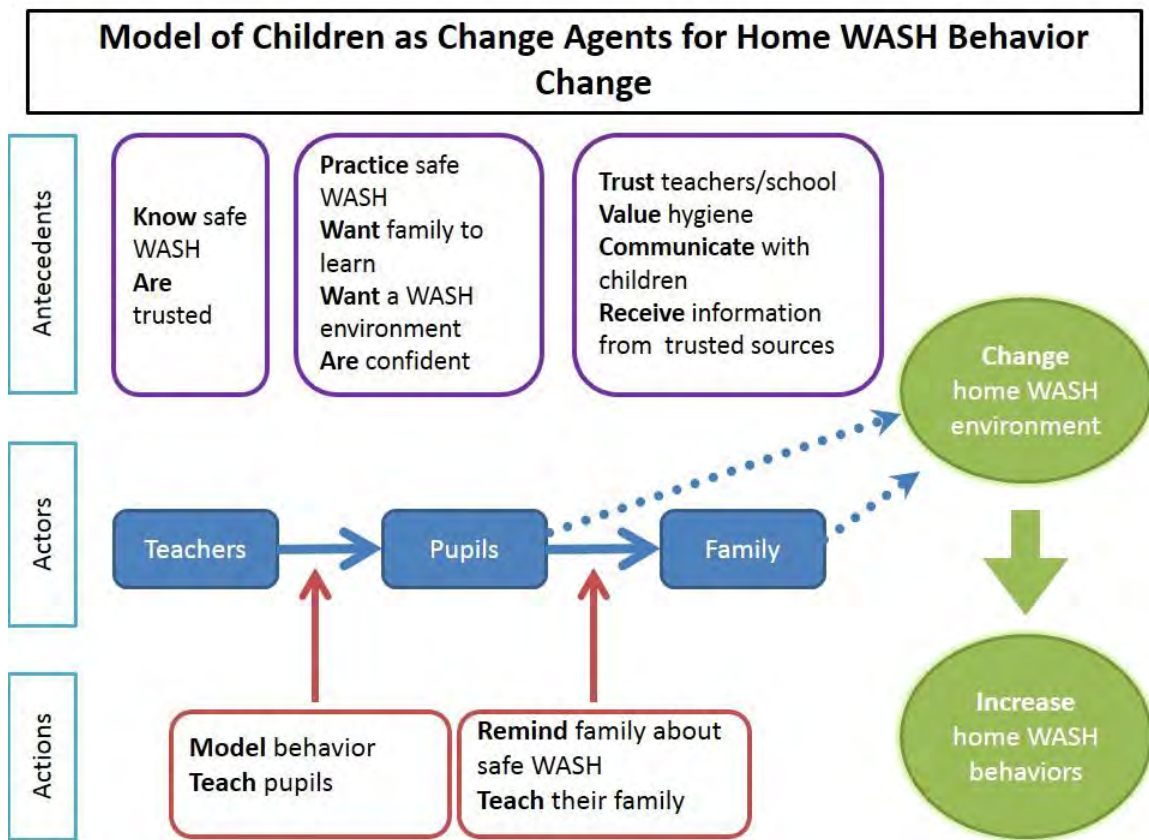 Model of Children as Change Agents for Home WASH Behavior
Change
Antecedents
Know safe
WASH
Are
trusted
Practice safe
WASH
Want family to
learn
Want a WASH
environment
Are confident
Trust teachers/school
Value hygiene
Communicate with
children
Receive information
from trusted sources
Change
home WASH
environment
Actors
Teachers
Pupils
Family
Actions
Model behavior
Teach pupils
Remind family about
safe WASH
Teach their family
Increase
home WASH
behaviors